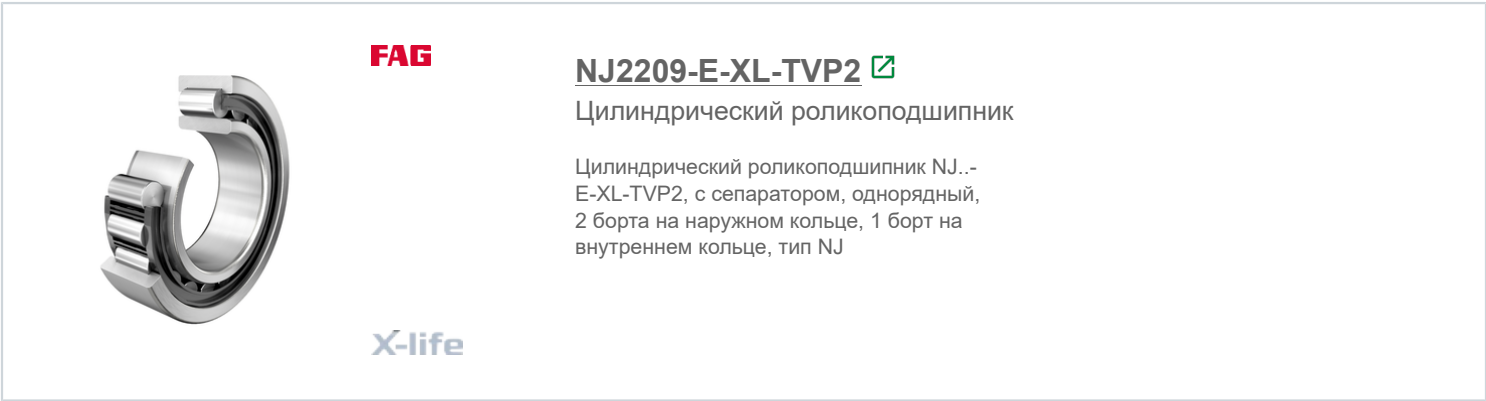 FAG
NJ2209-E-XL-TVP2
Цилиндрический роликоподшипник
Цилиндрический роликоподшипник NJ..-
E-XL-TVP2, с сепаратором, однорядный,
2 борта на наружном кольце, 1 борт на
внутреннем кольце, тип NJ
X-life